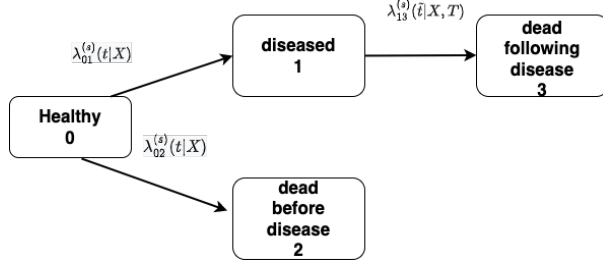 λ₀₁⁽ˢ⁾(t|X)
diseased
1
λ₁₃⁽ˢ⁾(t̃|X, T)
dead
following
disease
3
Healthy
0
λ₀₂⁽ˢ⁾(t|X)
dead
before
disease
2